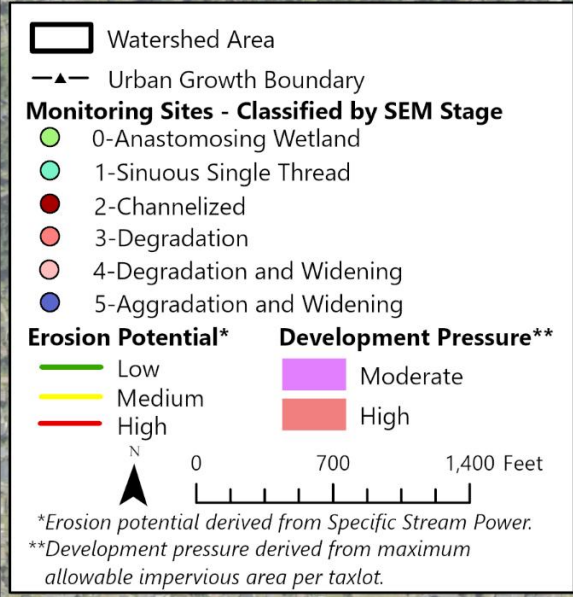 Watershed Area
Urban Growth Boundary
Monitoring Sites - Classified by SEM Stage
0-Anastomosing Wetland
1-Sinuous Single Thread
2-Channelized
3-Degradation
4-Degradation and Widening
5-Aggradation and Widening
Erosion Potential*
Low
Medium
High
Development Pressure**
Moderate
High
N
0 700 1,400 Feet
*Erosion potential derived from Specific Stream Power.
**Development pressure derived from maximum
allowable impervious area per taxlot.